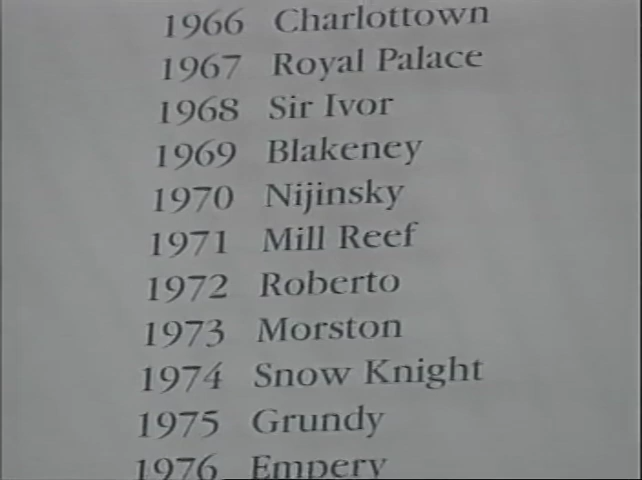 1966 Charlottown
1967 Royal Palace
1968 Sir Ivor
1969 Blakeney
1970 Nijinsky
1971 Mill Reef
1972 Roberto
1973 Morston
1974 Snow Knight
1975 Grundy
1976 Empery